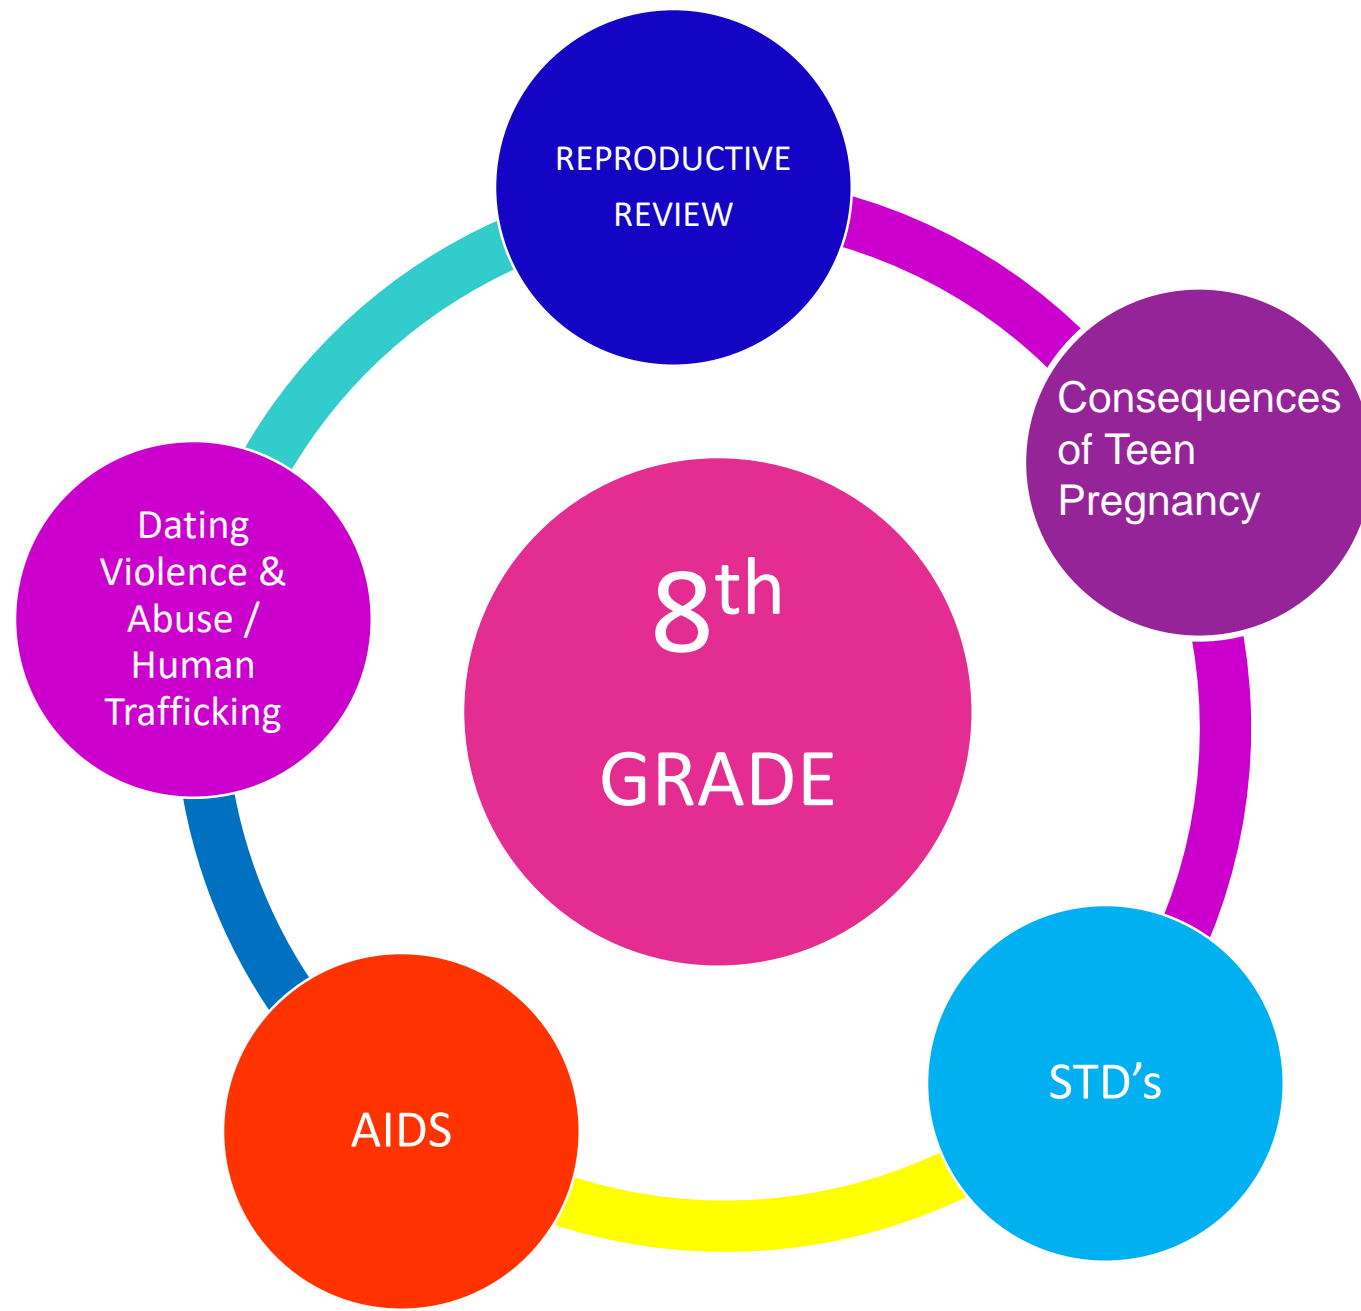 REPRODUCTIVE
REVIEW
Consequences
of Teen
Pregnancy
8th
GRADE
Dating
Violence &
Abuse /
Human
Trafficking
STD’s
AIDS